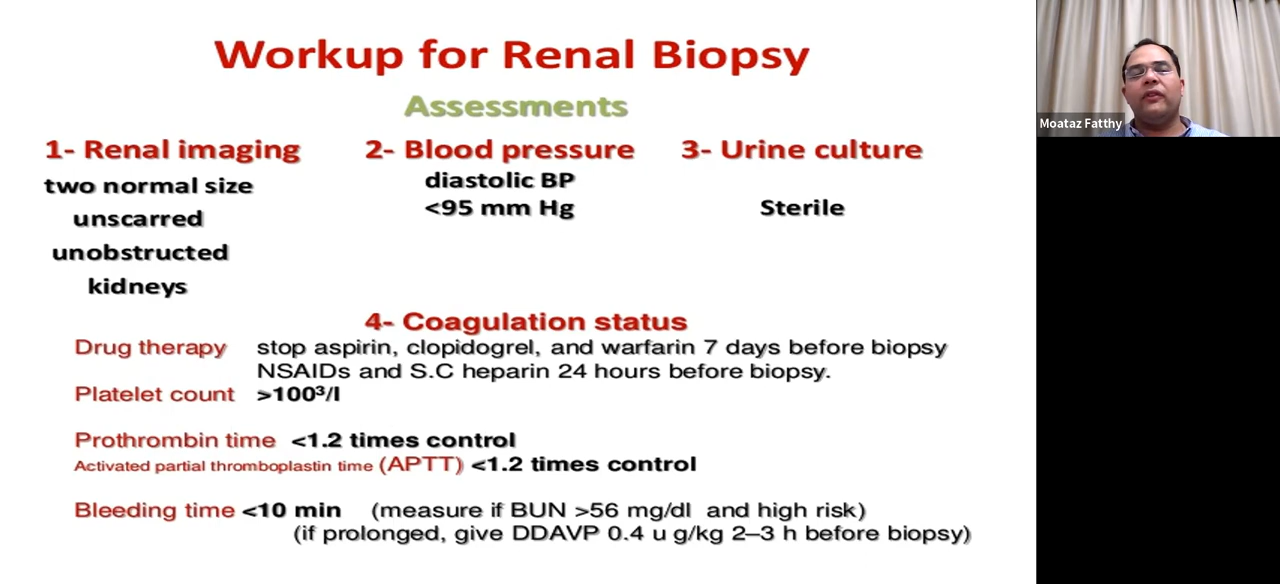 Workup for Renal Biopsy
Assessments
1- Renal imaging
two normal size
unscarred
unobstructed
kidneys
2- Blood pressure
diastolic BP
<95 mm Hg
3- Urine culture
Sterile
4- Coagulation status
Drug therapy stop aspirin, clopidogrel, and warfarin 7 days before biopsy
NSAIDs and S.C heparin 24 hours before biopsy.
Platelet count >100³/l
Prothrombin time <1.2 times control
Activated partial thromboplastin time (APTT) <1.2 times control
Bleeding time <10 min (measure if BUN >56 mg/dl and high risk)
(if prolonged, give DDAVP 0.4 u g/kg 2–3 h before biopsy)
Moataz Fatthy